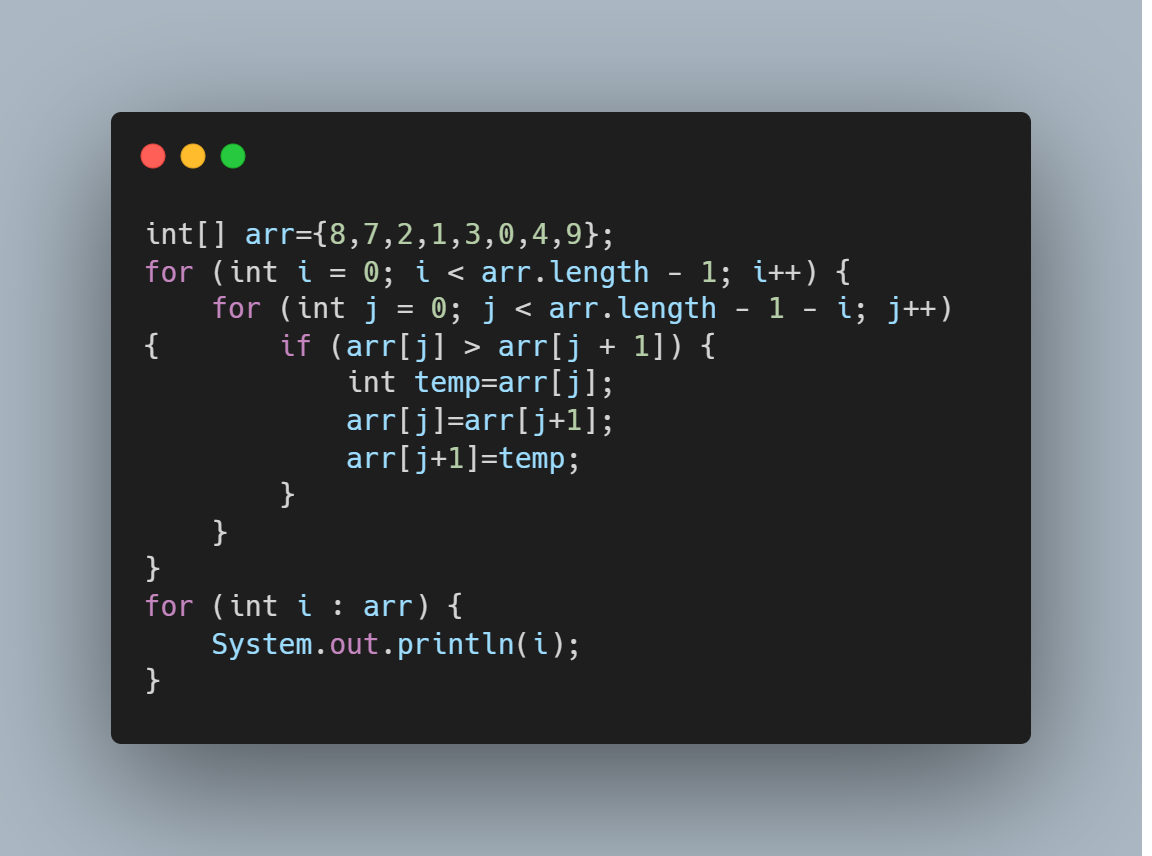 int[] arr={8,7,2,1,3,0,4,9};
for (int i = 0; i < arr.length - 1; i++) {
    for (int j = 0; j < arr.length - 1 - i; j++)
{       if (arr[j] > arr[j + 1]) {
            int temp=arr[j];
            arr[j]=arr[j+1];
            arr[j+1]=temp;
        }
    }
}
for (int i : arr) {
    System.out.println(i);
}